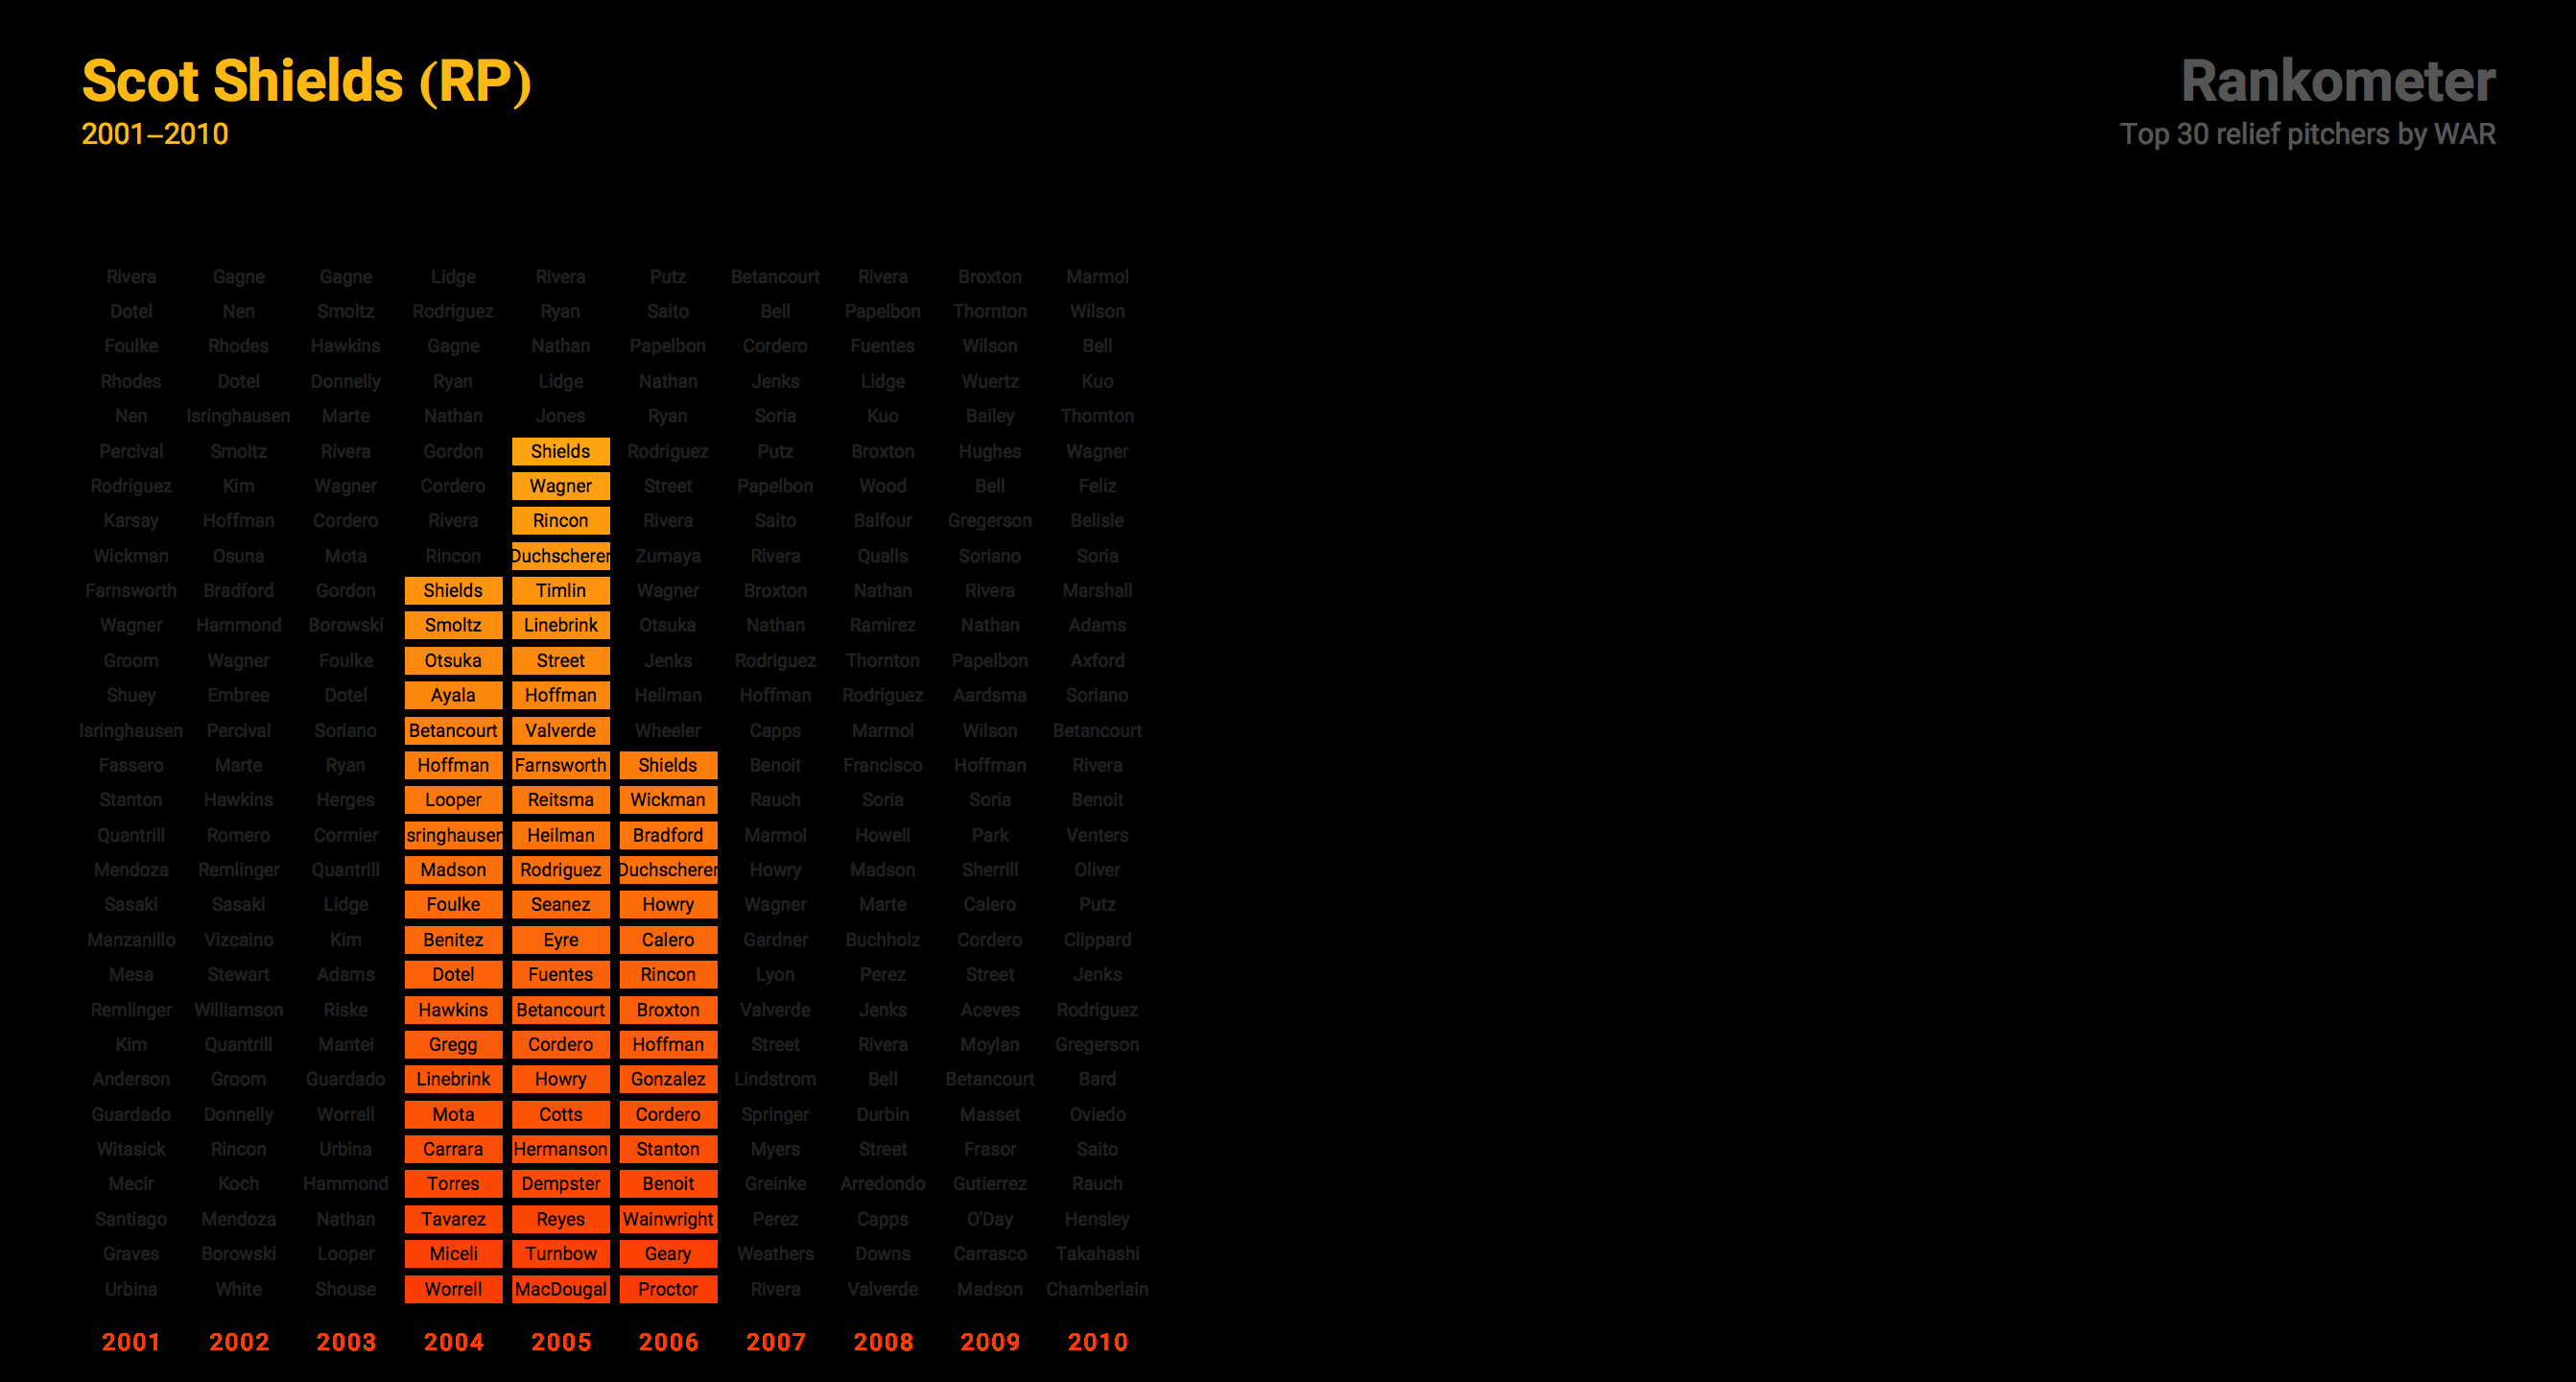 Scot Shields (RP)
2001–2010
Rankometer
Top 30 relief pitchers by WAR
Rivera Gagne Gagne Lidge Rivera Putz Betancourt Rivera Broxton Marmol
Dotel Nen Smoltz Rodriguez Ryan Saito Bell Papelbon Thornton Wilson
Foulke Rhodes Hawkins Gagne Nathan Papelbon Cordero Fuentes Wilson Bell
Rhodes Dotel Donnelly Ryan Lidge Nathan Jenks Lidge Wuertz Kuo
Nen Isringhausen Marte Nathan Jones Ryan Soria Kuo Bailey Thornton
Percival Smoltz Rivera Gordon Shields Rodriguez Putz Broxton Hughes Wagner
Rodriguez Kim Wagner Cordero Wagner Street Papelbon Wood Bell Feliz
Karsay Hoffman Cordero Rivera Rincon Rivera Saito Balfour Gregerson Belisle
Wickman Osuna Mota Rincon Duchscherer Zumaya Rivera Qualls Soriano Soria
Farnsworth Bradford Gordon Shields Timlin Wagner Broxton Nathan Rivera Marshall
Wagner Hammond Borowski Smoltz Linebrink Otsuka Nathan Ramirez Nathan Adams
Groom Wagner Foulke Otsuka Street Jenks Rodriguez Thornton Papelbon Axford
Shuey Embree Dotel Ayala Hoffman Heilman Hoffman Rodriguez Aardsma Soriano
Isringhausen Percival Soriano Betancourt Valverde Wheeler Capps Marmol Wilson Betancourt
Fassero Marte Ryan Hoffman Farnsworth Shields Benoit Francisco Hoffman Rivera
Stanton Hawkins Herges Looper Reitsma Wickman Rauch Soria Soria Benoit
Quantrill Romero Cormier sringhausen Heilman Bradford Marmol Howell Park Venters
Mendoza Remlinger Quantrill Madson Rodriguez Duchscherer Howry Madson Sherrill Oliver
Sasaki Sasaki Lidge Foulke Seanez Howry Wagner Marte Calero Putz
Manzanillo Vizcaino Kim Benitez Eyre Calero Gardner Buchholz Cordero Clippard
Mesa Stewart Adams Dotel Fuentes Rincon Lyon Perez Street Jenks
Remlinger Williamson Riske Hawkins Betancourt Broxton Valverde Jenks Aceves Rodriguez
Kim Quantrill Mantei Gregg Cordero Hoffman Street Rivera Moylan Gregerson
Anderson Groom Guardado Linebrink Howry Gonzalez Lindstrom Bell Betancourt Bard
Guardado Donnelly Worrell Mota Cotts Cordero Springer Durbin Masset Oviedo
Witasick Rincon Urbina Carrara Hermanson Stanton Myers Street Frasor Saito
Mecir Koch Hammond Torres Dempster Benoit Greinke Arredondo Gutierrez Rauch
Santiago Mendoza Nathan Tavarez Reyes Wainwright Perez Capps O'Day Hensley
Graves Borowski Looper Miceli Turnbow Geary Weathers Downs Carrasco Takahashi
Urbina White Shouse Worrell MacDougal Proctor Rivera Valverde Madson Chamberlain
2001 2002 2003 2004 2005 2006 2007 2008 2009 2010